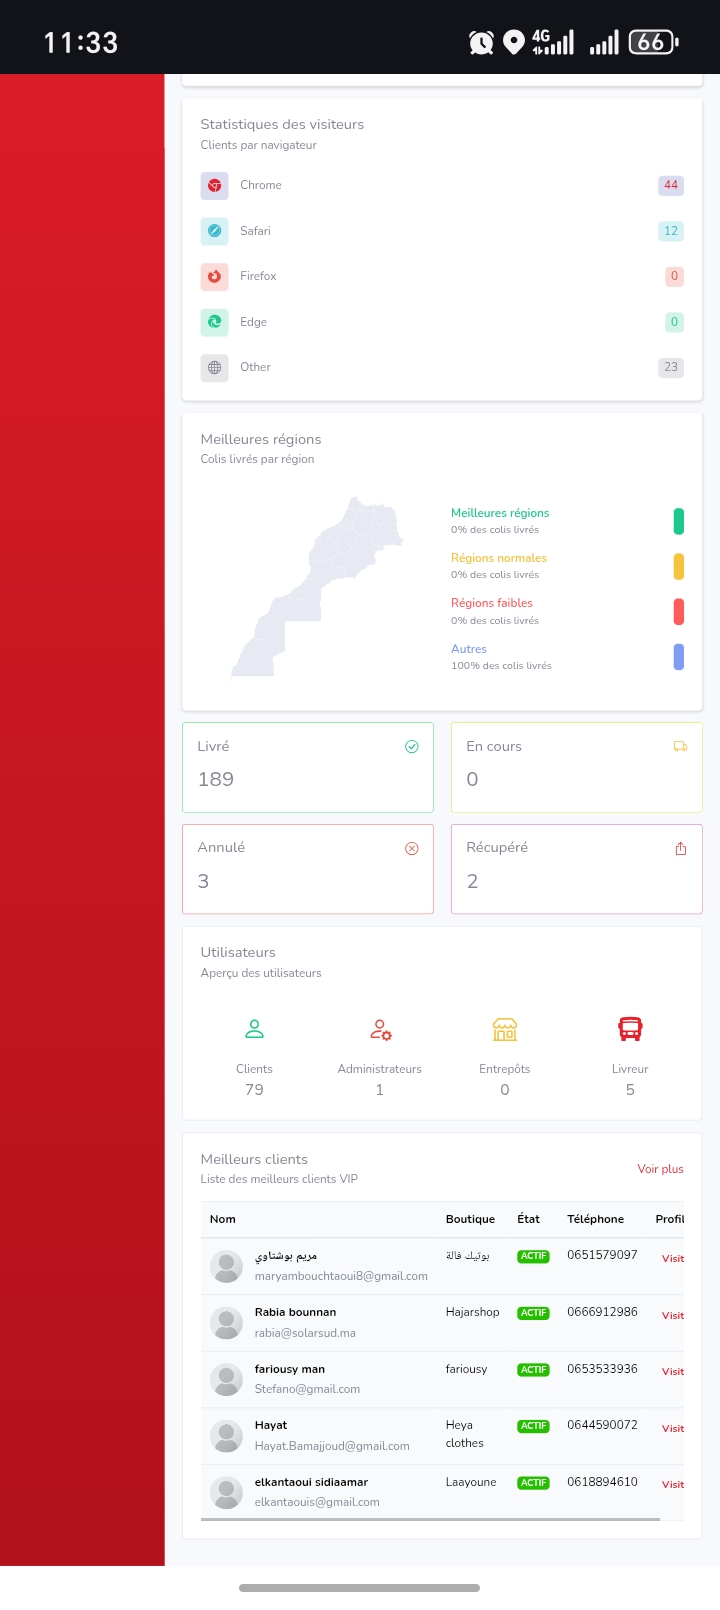 11:33
4G
66
Statistiques des visiteurs
Clients par navigateur
Chrome 44
Safari 12
Firefox 0
Edge 0
Other 23
Meilleures régions
Colis livrés par région
Meilleures régions
0% des colis livrés
Régions normales
0% des colis livrés
Régions faibles
0% des colis livrés
Autres
100% des colis livrés
Livré
189
En cours
0
Annulé
3
Récupéré
2
Utilisateurs
Aperçu des utilisateurs
Clients Administrateurs Entrepôts Livreur
79 1 0 5
Meilleurs clients
Liste des meilleurs clients VIP
Voir plus
Nom Boutique État Téléphone Profil
مريم بوشتاوي بوتيك فالة ACTIF 0651579097 Visit
maryambouchtaoui8@gmail.com
Rabia bounnan Hajarshop ACTIF 0666912986 Visit
rabia@solarsud.ma
fariousy man fariousy ACTIF 0653533936 Visit
Stefano@gmail.com
Hayat Heya clothes ACTIF 0644590072 Visit
Hayat.Bamajjoud@gmail.com
elkantaoui sidiaamar Laayoune ACTIF 0618894610 Visit
elkantaouis@gmail.com